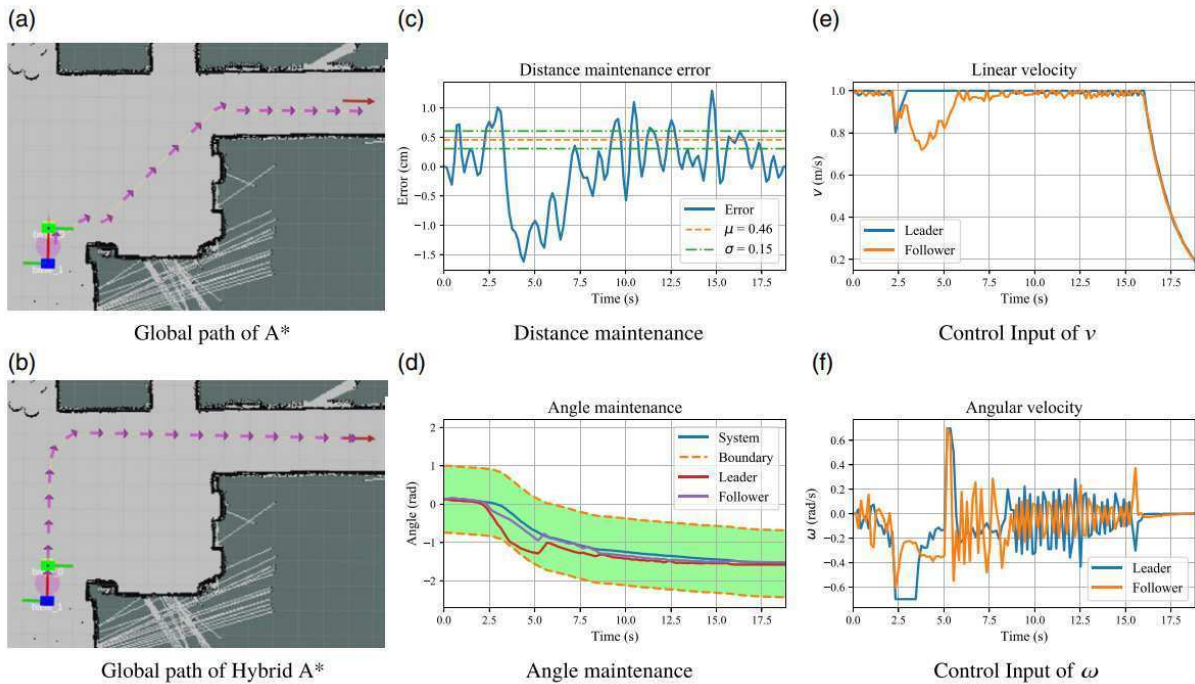 (a)
Global path of A*
(b)
Global path of Hybrid A*
(c)
Distance maintenance error
Error (cm)
1.0
0.5
0.0
−0.5
−1.0
−1.5
Error
μ = 0.46
σ = 0.15
0.0 2.5 5.0 7.5 10.0 12.5 15.0 17.5
Time (s)
Distance maintenance
(d)
Angle maintenance
Angle (rad)
2
1
0
−1
−2
System
Boundary
Leader
Follower
0.0 2.5 5.0 7.5 10.0 12.5 15.0 17.5
Time (s)
Angle maintenance
(e)
Linear velocity
v (m/s)
1.0
0.8
0.6
0.4
0.2
Leader
Follower
0.0 2.5 5.0 7.5 10.0 12.5 15.0 17.5
Time (s)
Control Input of v
(f)
Angular velocity
ω (rad/s)
0.6
0.4
0.2
0.0
−0.2
−0.4
−0.6
Leader
Follower
0.0 2.5 5.0 7.5 10.0 12.5 15.0 17.5
Time (s)
Control Input of ω